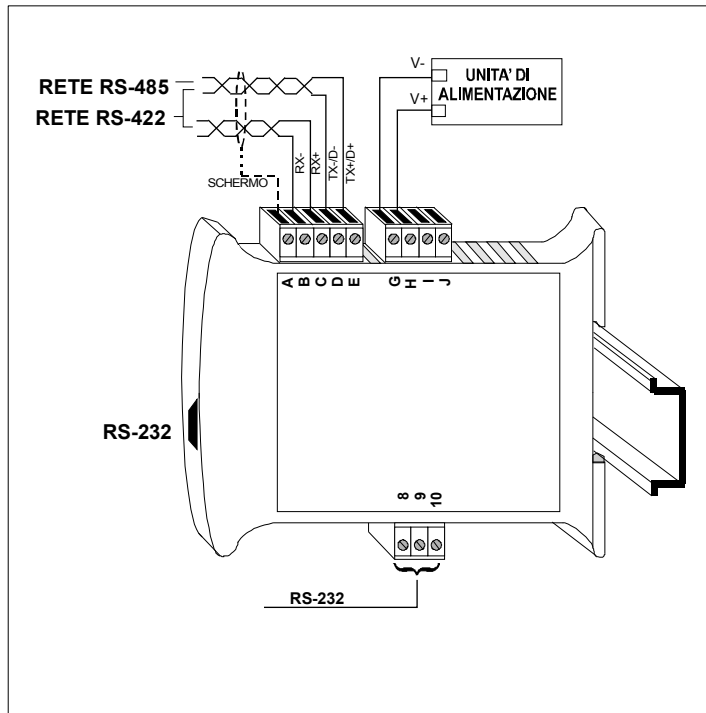 RETE RS-485
RETE RS-422
V-
V+
UNITA' DI
ALIMENTAZIONE
RX-
RX+
TX-/D-
TX+/D+
SCHERMO
A
B
C
D
E
G
H
I
J
RS-232
8
9
10
RS-232